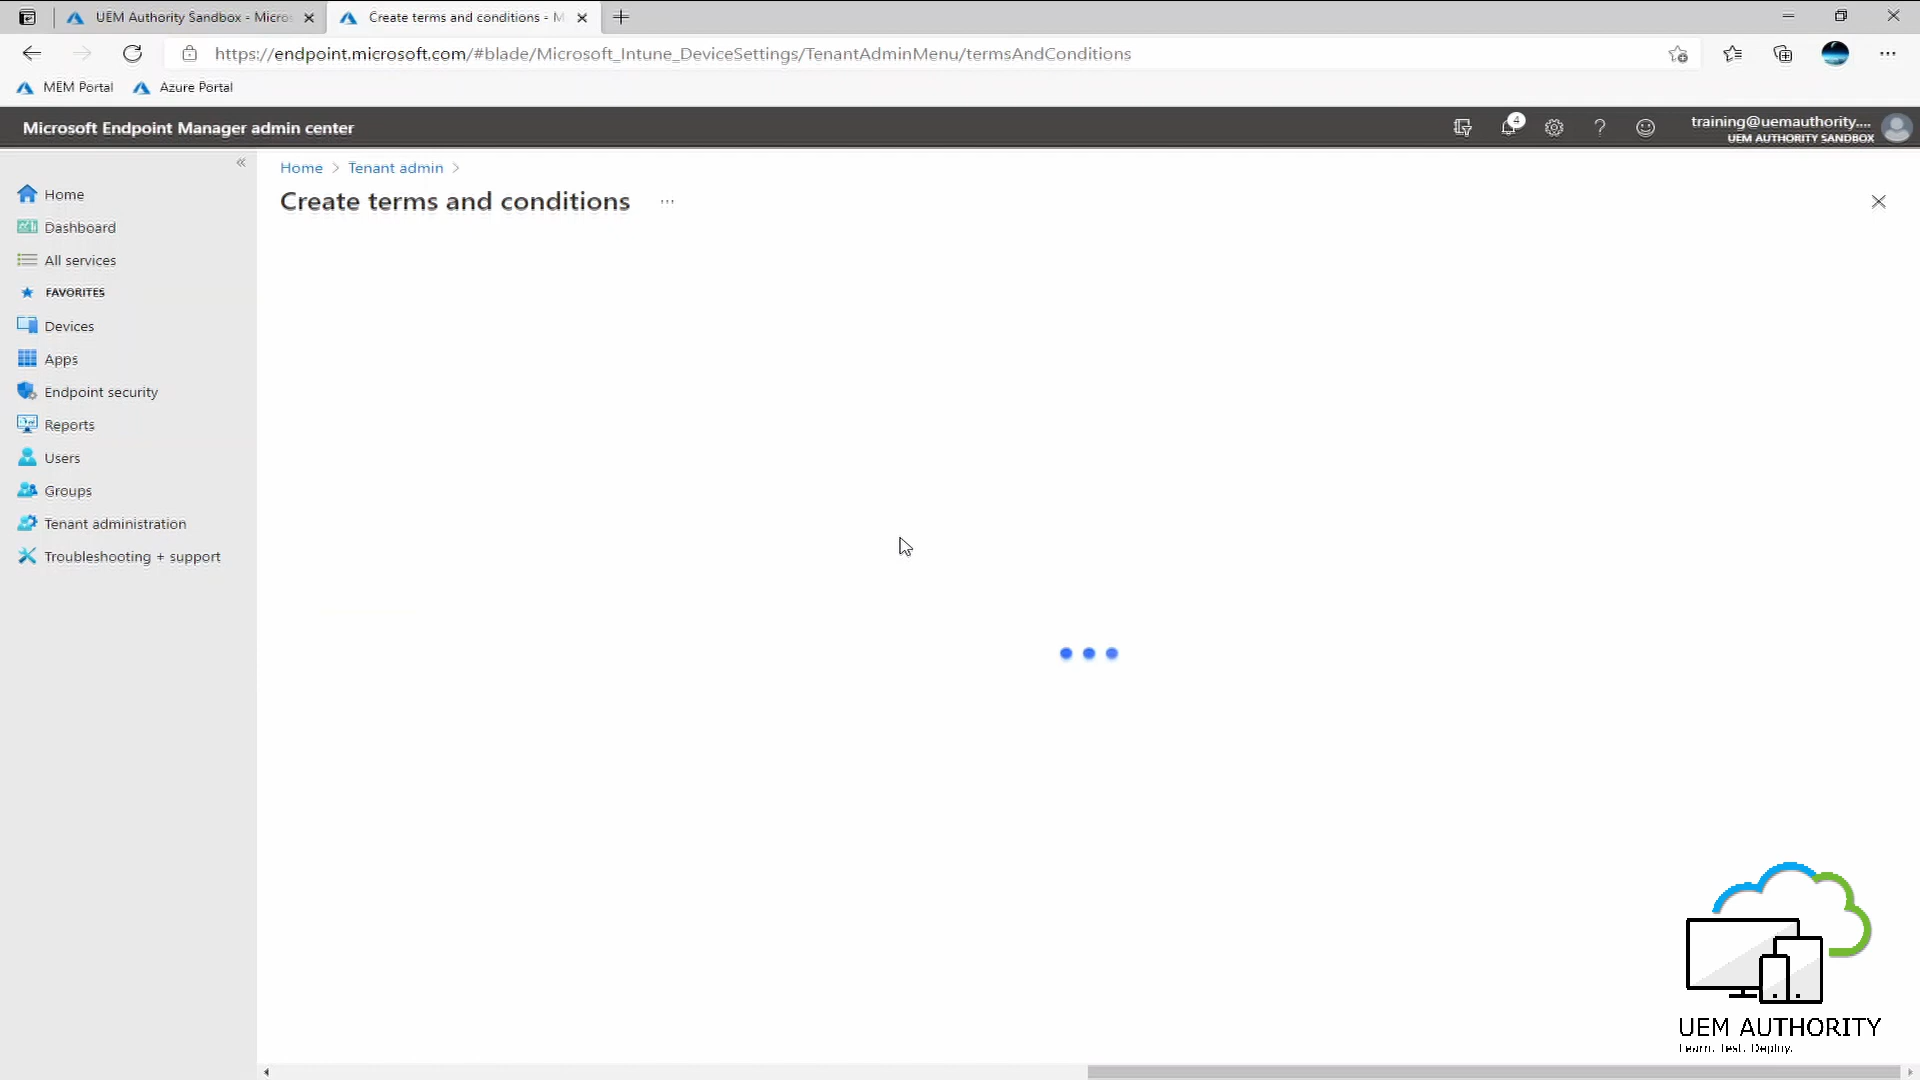 UEM Authority Sandbox - Micros
Create terms and conditions - M
https://endpoint.microsoft.com/#blade/Microsoft_Intune_DeviceSettings/TenantAdminMenu/termsAndConditions
MEM Portal
Azure Portal
Microsoft Endpoint Manager admin center
4
training@uemauthority....
UEM AUTHORITY SANDBOX
Home > Tenant admin >
Create terms and conditions ...
Home
Dashboard
All services
FAVORITES
Devices
Apps
Endpoint security
Reports
Users
Groups
Tenant administration
Troubleshooting + support
UEM AUTHORITY
Learn. Test. Deploy.